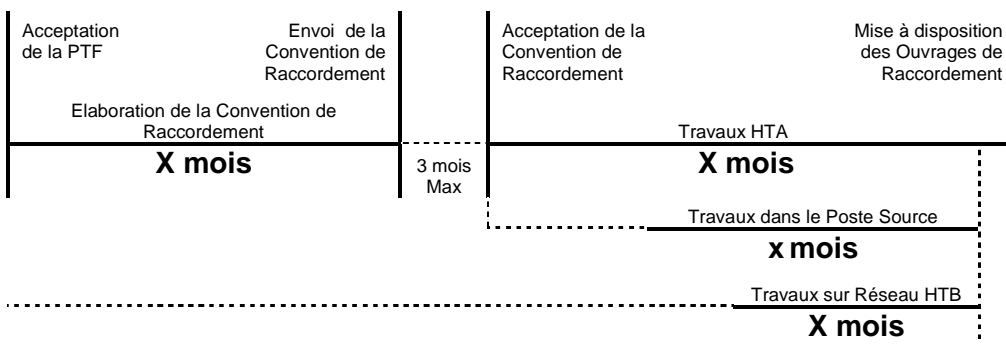 Acceptation
de la PTF
Envoi de la
Convention de
Raccordement
Elaboration de la Convention de
Raccordement
X mois
3 mois
Max
Acceptation de la
Convention de
Raccordement
Mise à disposition
des Ouvrages de
Raccordement
Travaux HTA
X mois
Travaux dans le Poste Source
x mois
Travaux sur Réseau HTB
X mois